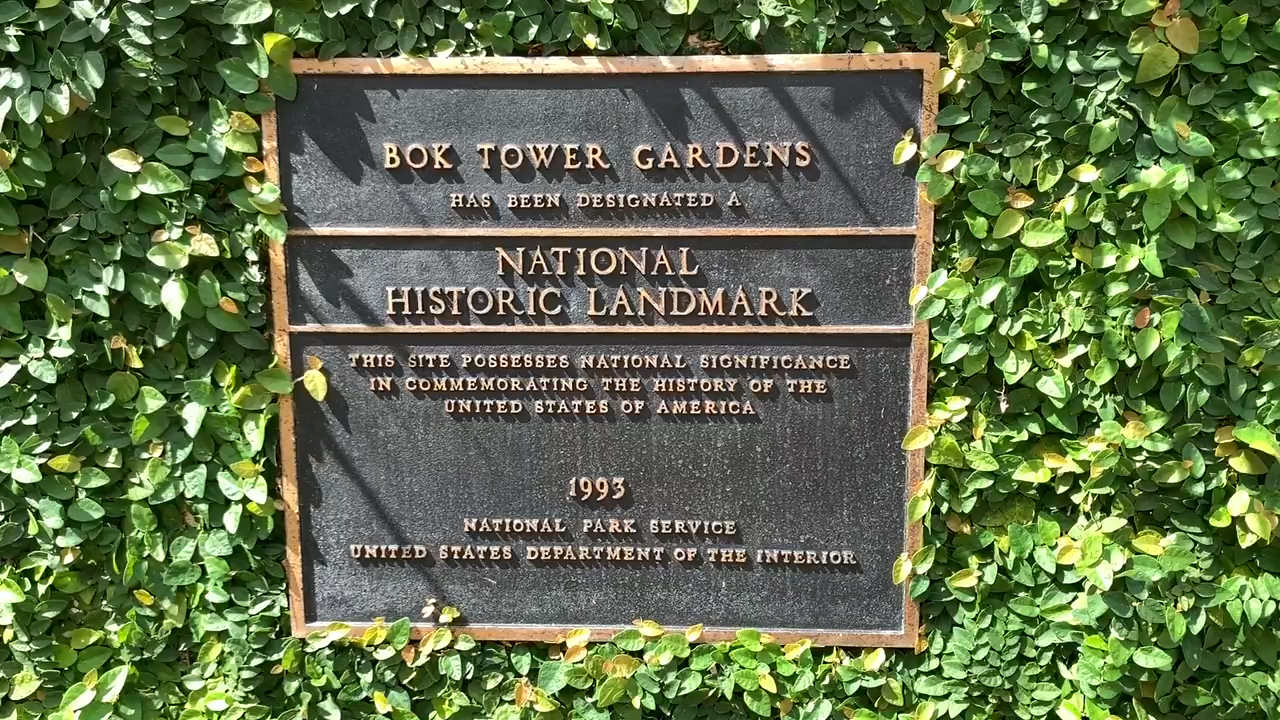 BOK TOWER GARDENS
HAS BEEN DESIGNATED A
NATIONAL
HISTORIC LANDMARK
THIS SITE POSSESSES NATIONAL SIGNIFICANCE
IN COMMEMORATING THE HISTORY OF THE
UNITED STATES OF AMERICA
1993
NATIONAL PARK SERVICE
UNITED STATES DEPARTMENT OF THE INTERIOR